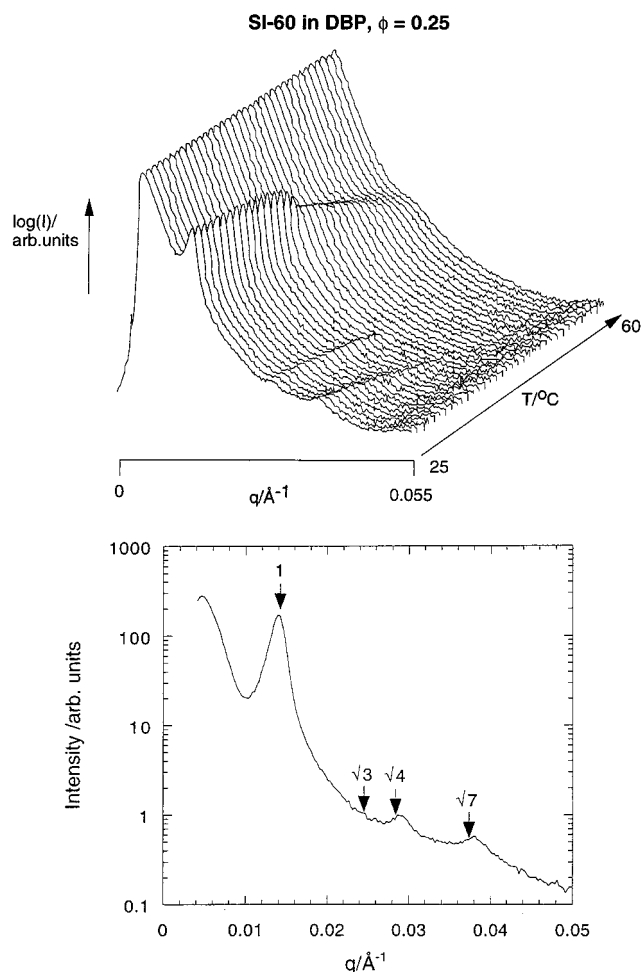 SI-60 in DBP, ϕ = 0.25
log(I)/
arb.units
60
T/°C
25
0
0.055
q/Å⁻¹
1000
100
10
1
0.1
Intensity /arb. units
1
√3
√4
√7
0
0.01
0.02
0.03
0.04
0.05
q/Å⁻¹